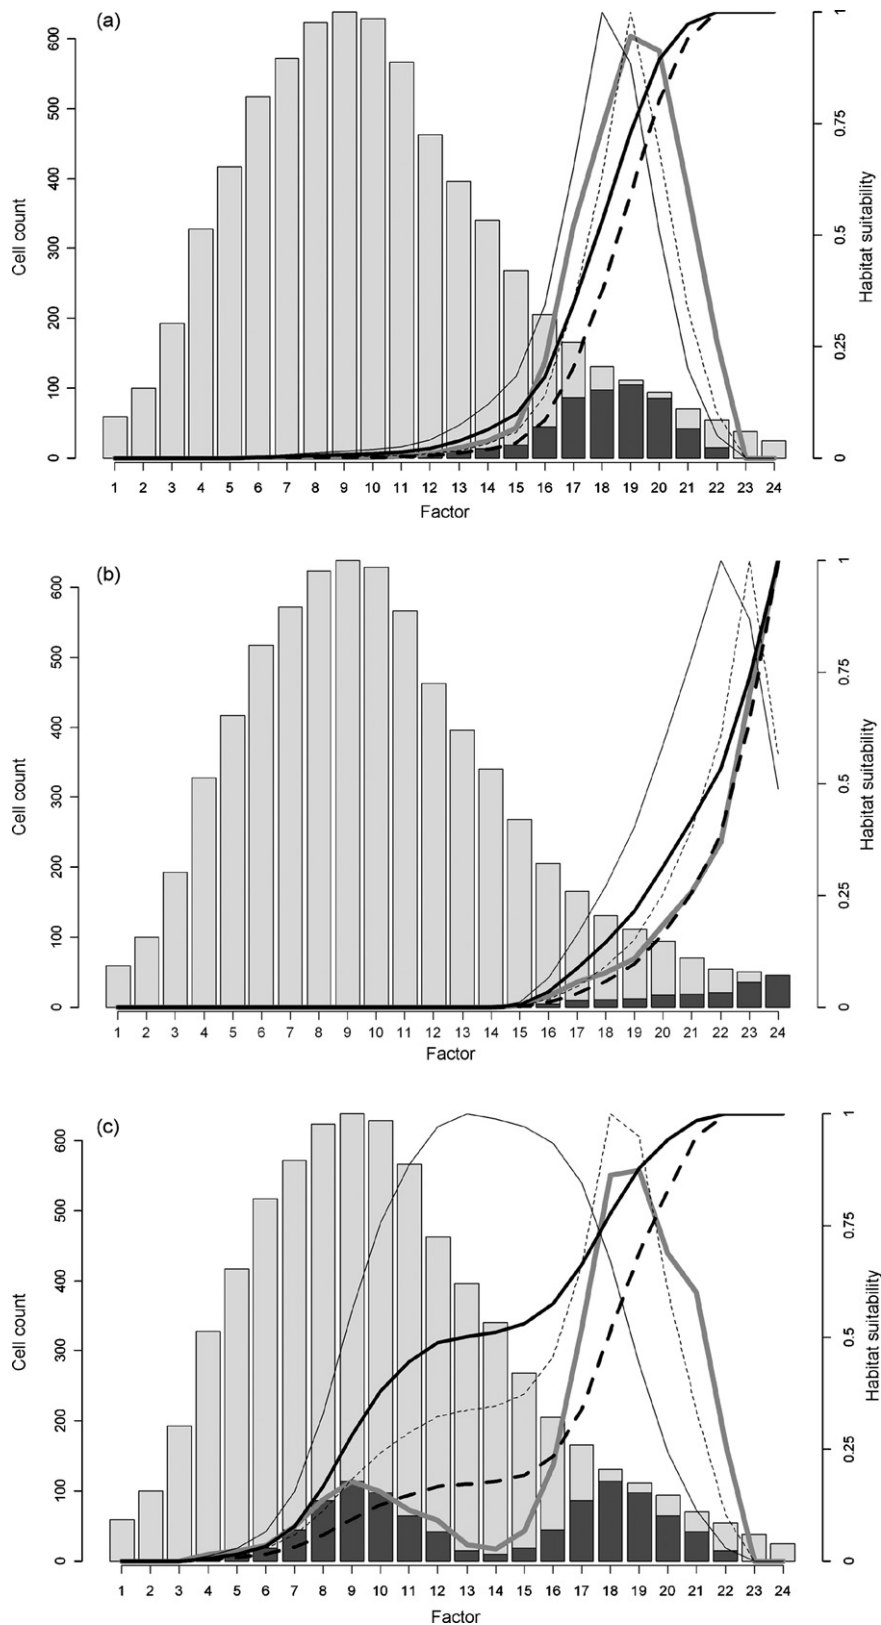 (a)
Cell count
0 100 200 300 400 500 600
Habitat suitability
0 0.25 0.5 0.75 1
1 2 3 4 5 6 7 8 9 10 11 12 13 14 15 16 17 18 19 20 21 22 23 24
Factor
(b)
Cell count
0 100 200 300 400 500 600
Habitat suitability
0 0.25 0.5 0.75 1
1 2 3 4 5 6 7 8 9 10 11 12 13 14 15 16 17 18 19 20 21 22 23 24
Factor
(c)
Cell count
0 100 200 300 400 500 600
Habitat suitability
0 0.25 0.5 0.75 1
1 2 3 4 5 6 7 8 9 10 11 12 13 14 15 16 17 18 19 20 21 22 23 24
Factor